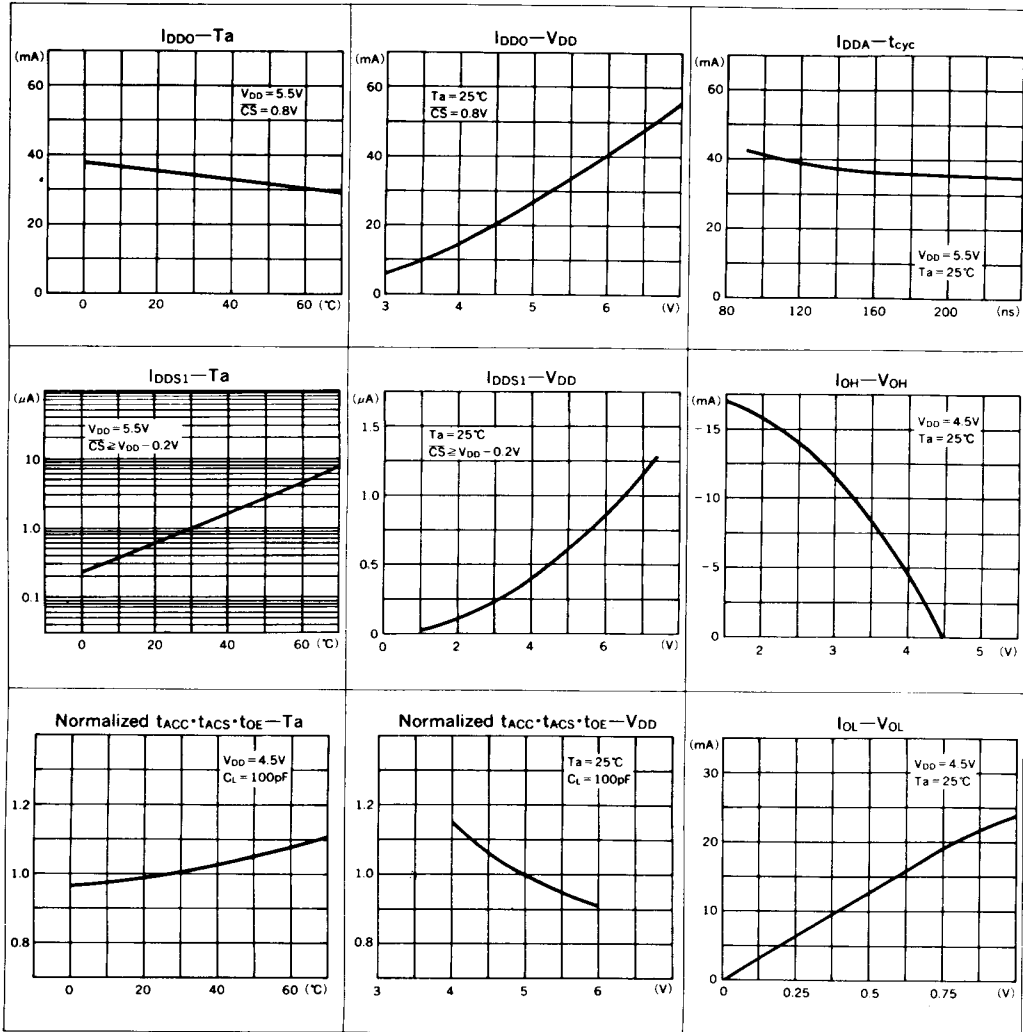 IDDO—Ta
(mA)
60
40
20
0
VDD=5.5V
CS=0.8V
0 20 40 60 (℃)
IDDO—VDD
(mA)
60
40
20
0
Ta=25℃
CS=0.8V
3 4 5 6 (V)
IDDA—tcyc
(mA)
60
40
20
0
VDD=5.5V
Ta=25℃
80 120 160 200 (ns)
IDDS1—Ta
(μA)
10
1.0
0.1
VDD=5.5V
CS≥VDD−0.2V
0 20 40 60 (℃)
IDDS1—VDD
(μA)
1.5
1.0
0.5
0
Ta=25℃
CS≥VDD−0.2V
0 2 4 6 (V)
IOH—VOH
(mA)
−15
−10
−5
0
VDD=4.5V
Ta=25℃
2 3 4 5 (V)
Normalized tACC·tACS·tOE—Ta
1.2
1.0
0.8
VDD=4.5V
CL=100pF
0 20 40 60 (℃)
Normalized tACC·tACS·tOE—VDD
1.2
1.0
0.8
Ta=25℃
CL=100pF
3 4 5 6 (V)
IOL—VOL
(mA)
30
20
10
0
VDD=4.5V
Ta=25℃
0 0.25 0.5 0.75 (V)